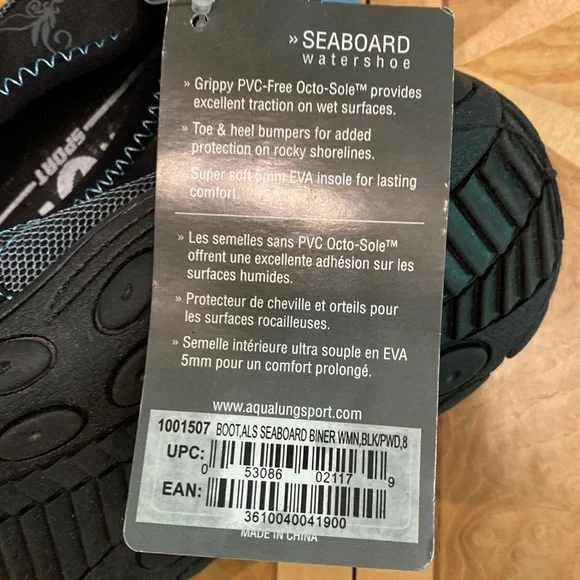 SPORT
» SEABOARD
watershoe
» Grippy PVC-Free Octo-Sole™ provides
excellent traction on wet surfaces.
» Toe & heel bumpers for added
protection on rocky shorelines.
Super soft 5mm EVA insole for lasting
comfort.
» Les semelles sans PVC Octo-Sole™
offrent une excellente adhésion sur les
surfaces humides.
» Protecteur de cheville et orteils pour
les surfaces rocailleuses.
» Semelle intérieure ultra souple en EVA
5mm pour un comfort prolongé.
www.aqualungsport.com
1001507 BOOT,ALS SEABOARD BINER WMN,BLK/PWD,8
UPC:
0 53086 02117 9
EAN:
3610040041900
MADE IN CHINA